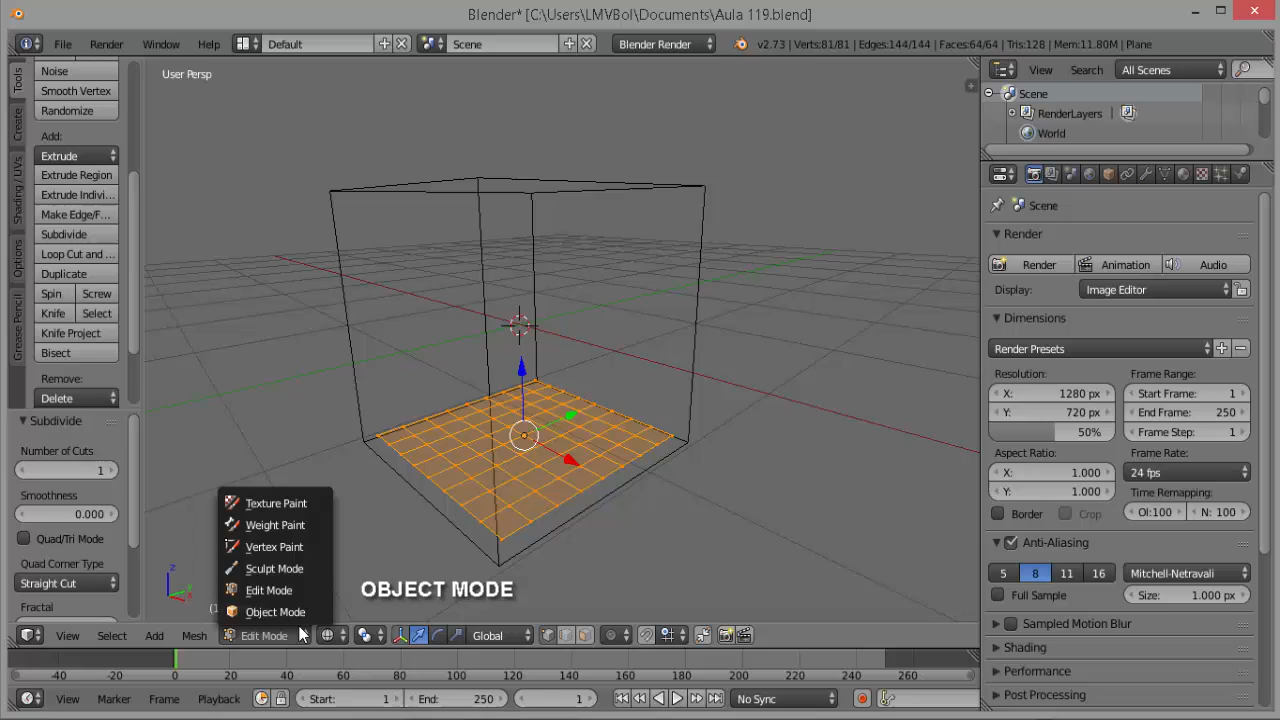 Blender* [C:\Users\LMVBol\Documents\Aula 119.blend]
File Render Window Help Default Scene Blender Render v2.73 | Verts:81/81 | Edges:144/144 | Faces:64/64 | Tris:128 | Mem:11.80M | Plane
User Persp
Tools
Create
Shading / UVs
Options
Grease Pencil
Noise
Smooth Vertex
Randomize
Add:
Extrude
Extrude Region
Extrude Indivi...
Make Edge/F...
Subdivide
Loop Cut and ...
Duplicate
Spin Screw
Knife Select
Knife Project
Bisect
Remove:
Delete
Subdivide
Number of Cuts
1
Smoothness
0.000
Quad/Tri Mode
Quad Corner Type
Straight Cut
Fractal
Texture Paint
Weight Paint
Vertex Paint
Sculpt Mode
Edit Mode
Object Mode
OBJECT MODE
z
y
(1
View Select Add Mesh Edit Mode Global
-40 -20 0 20 40 60 80 100 120 140 160 180 200 220 240 260
View Marker Frame Playback Start: 1 End: 250 1 No Sync
View Search All Scenes
Scene
RenderLayers |
World
Scene
Render
Render Animation Audio
Display: Image Editor
Dimensions
Render Presets
Resolution: Frame Range:
X: 1280 px Start Frame: 1
Y: 720 px End Frame: 250
50% Frame Step: 1
Aspect Ratio: Frame Rate:
X: 1.000 24 fps
Y: 1.000 Time Remapping:
Border Crop Ol:100 N: 100
Anti-Aliasing
5 8 11 16 Mitchell-Netravali
Full Sample Size: 1.000 px
Sampled Motion Blur
Shading
Performance
Post Processing